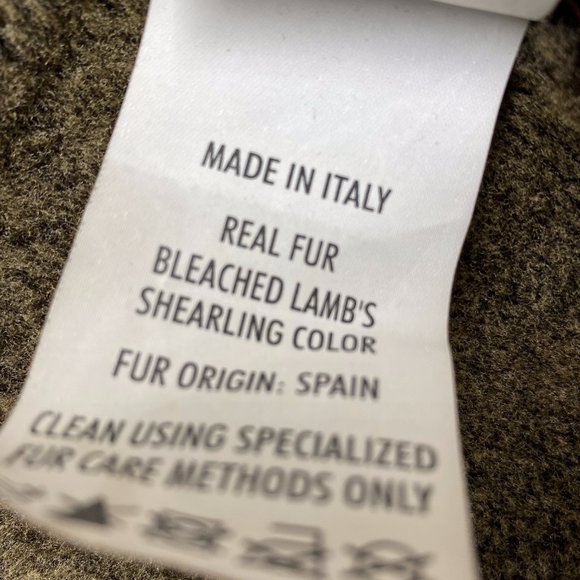 MADE IN ITALY
REAL FUR
BLEACHED LAMB'S
SHEARLING COLOR
FUR ORIGIN: SPAIN
CLEAN USING SPECIALIZED
FUR CARE METHODS ONLY